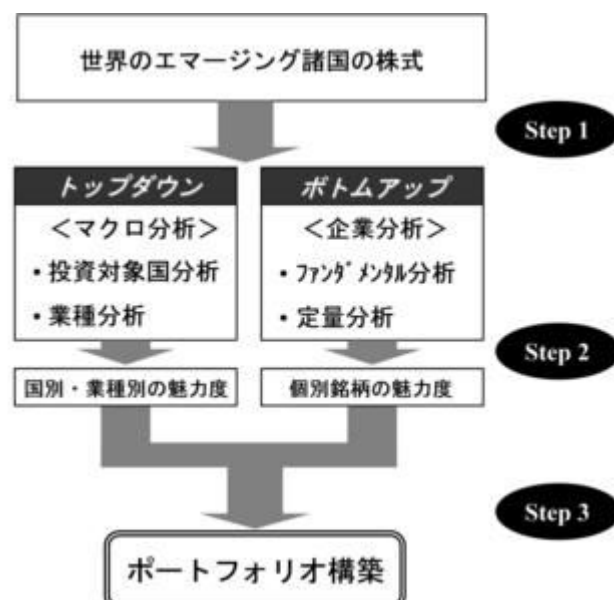 世界のエマージング諸国の株式
Step 1
トップダウン
<マクロ分析>
・投資対象国分析
・業種分析
ボトムアップ
<企業分析>
・ファンダメンタル分析
・定量分析
Step 2
国別・業種別の魅力度
個別銘柄の魅力度
Step 3
ポートフォリオ構築